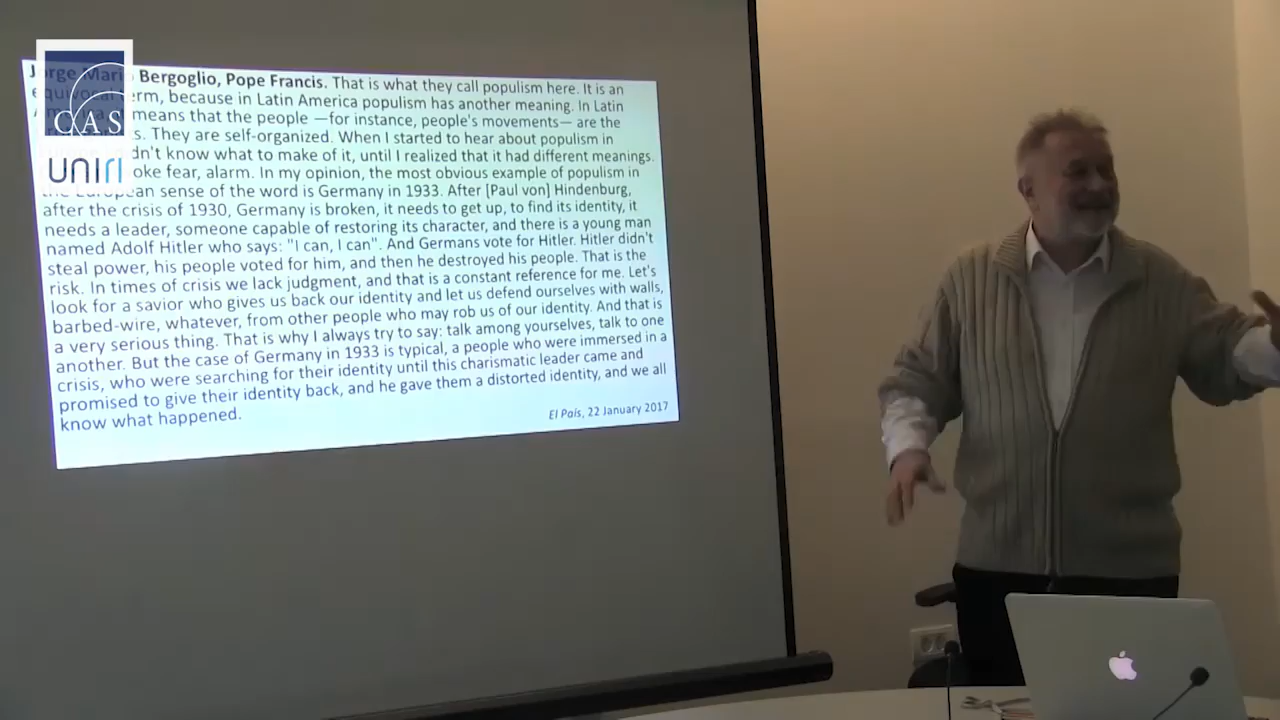 Jorge Mario Bergoglio, Pope Francis. That is what they call populism here. It is an
equivocal term, because in Latin America populism has another meaning. In Latin
means that the people —for instance, people's movements— are the
s. They are self-organized. When I started to hear about populism in
dn't know what to make of it, until I realized that it had different meanings.
oke fear, alarm. In my opinion, the most obvious example of populism in
the European sense of the word is Germany in 1933. After [Paul von] Hindenburg,
after the crisis of 1930, Germany is broken, it needs to get up, to find its identity, it
needs a leader, someone capable of restoring its character, and there is a young man
named Adolf Hitler who says: "I can, I can". And Germans vote for Hitler. Hitler didn't
steal power, his people voted for him, and then he destroyed his people. That is the
risk. In times of crisis we lack judgment, and that is a constant reference for me. Let's
look for a savior who gives us back our identity and let us defend ourselves with walls,
barbed-wire, whatever, from other people who may rob us of our identity. And that is
a very serious thing. That is why I always try to say: talk among yourselves, talk to one
another. But the case of Germany in 1933 is typical, a people who were immersed in a
crisis, who were searching for their identity until this charismatic leader came and
promised to give their identity back, and he gave them a distorted identity, and we all
know what happened.
El País, 22 January 2017
CAS
UNIRI